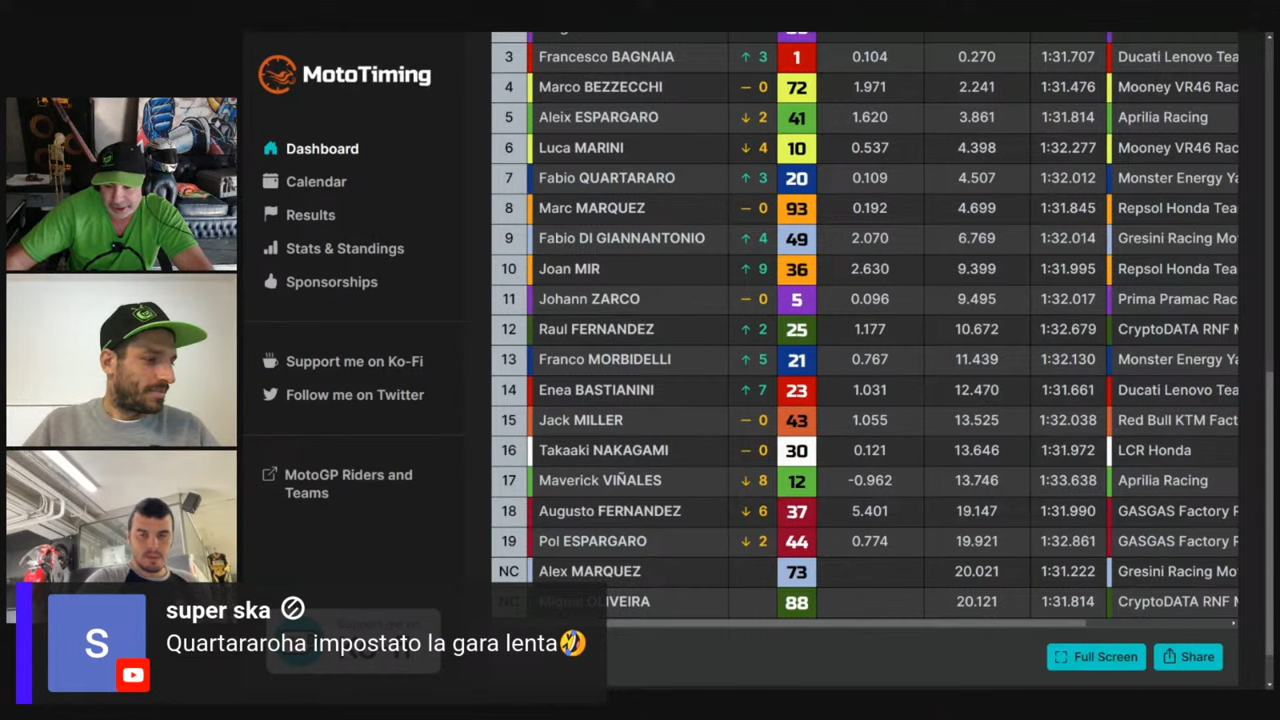 MotoTiming
Dashboard
Calendar
Results
Stats & Standings
Sponsorships
Support me on Ko-Fi
Follow me on Twitter
MotoGP Riders and
Teams
3 Francesco BAGNAIA ↑ 3 1 0.104 0.270 1:31.707 Ducati Lenovo Tea
4 Marco BEZZECCHI — 0 72 1.971 2.241 1:31.476 Mooney VR46 Rac
5 Aleix ESPARGARO ↓ 2 41 1.620 3.861 1:31.814 Aprilia Racing
6 Luca MARINI ↓ 4 10 0.537 4.398 1:32.277 Mooney VR46 Rac
7 Fabio QUARTARARO ↑ 3 20 0.109 4.507 1:32.012 Monster Energy Ya
8 Marc MARQUEZ — 0 93 0.192 4.699 1:31.845 Repsol Honda Tea
9 Fabio DI GIANNANTONIO ↑ 4 49 2.070 6.769 1:32.014 Gresini Racing Mo
10 Joan MIR ↑ 9 36 2.630 9.399 1:31.995 Repsol Honda Tea
11 Johann ZARCO — 0 5 0.096 9.495 1:32.017 Prima Pramac Rac
12 Raul FERNANDEZ ↑ 2 25 1.177 10.672 1:32.679 CryptoDATA RNF M
13 Franco MORBIDELLI ↑ 5 21 0.767 11.439 1:32.130 Monster Energy Ya
14 Enea BASTIANINI ↑ 7 23 1.031 12.470 1:31.661 Ducati Lenovo Tea
15 Jack MILLER — 0 43 1.055 13.525 1:32.038 Red Bull KTM Fact
16 Takaaki NAKAGAMI — 0 30 0.121 13.646 1:31.972 LCR Honda
17 Maverick VIÑALES ↓ 8 12 -0.962 13.746 1:33.638 Aprilia Racing
18 Augusto FERNANDEZ ↓ 6 37 5.401 19.147 1:31.990 GASGAS Factory R
19 Pol ESPARGARO ↓ 2 44 0.774 19.921 1:32.861 GASGAS Factory R
NC Alex MARQUEZ 73 20.021 1:31.222 Gresini Racing Mo
NC Miguel OLIVEIRA 88 20.121 1:31.814 CryptoDATA RNF M
Full Screen Share
S
super ska
Quartararoha impostato la gara lenta🤣